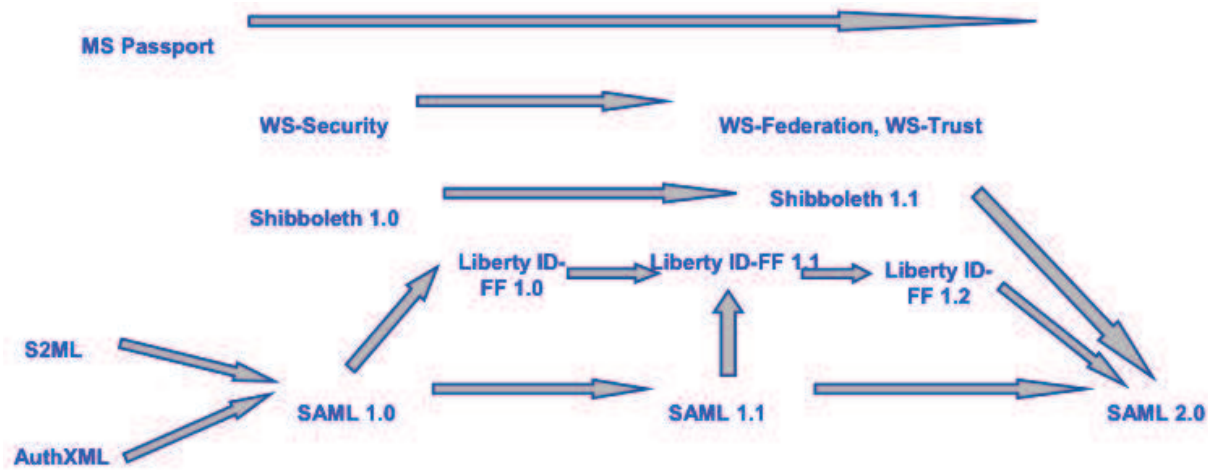 MS Passport
WS-Security
WS-Federation, WS-Trust
Shibboleth 1.0
Shibboleth 1.1
Liberty ID-
FF 1.0
Liberty ID-FF 1.1
Liberty ID-
FF 1.2
S2ML
SAML 1.0
SAML 1.1
SAML 2.0
AuthXML